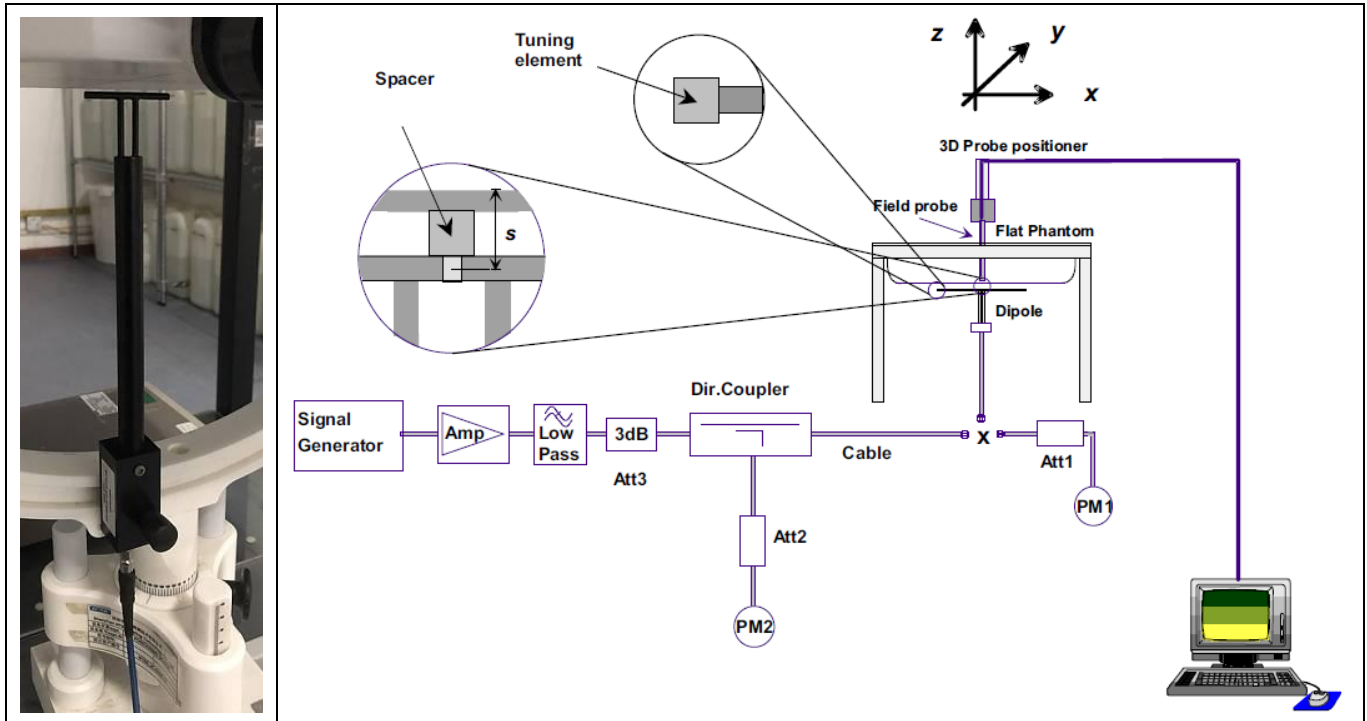 Tuning
element
Spacer
s
z
y
x
3D Probe positioner
Field probe
Flat Phantom
Dipole
Dir.Coupler
Signal
Generator
Amp
Low
Pass
3dB
Att3
Cable
x
Att1
PM1
Att2
PM2